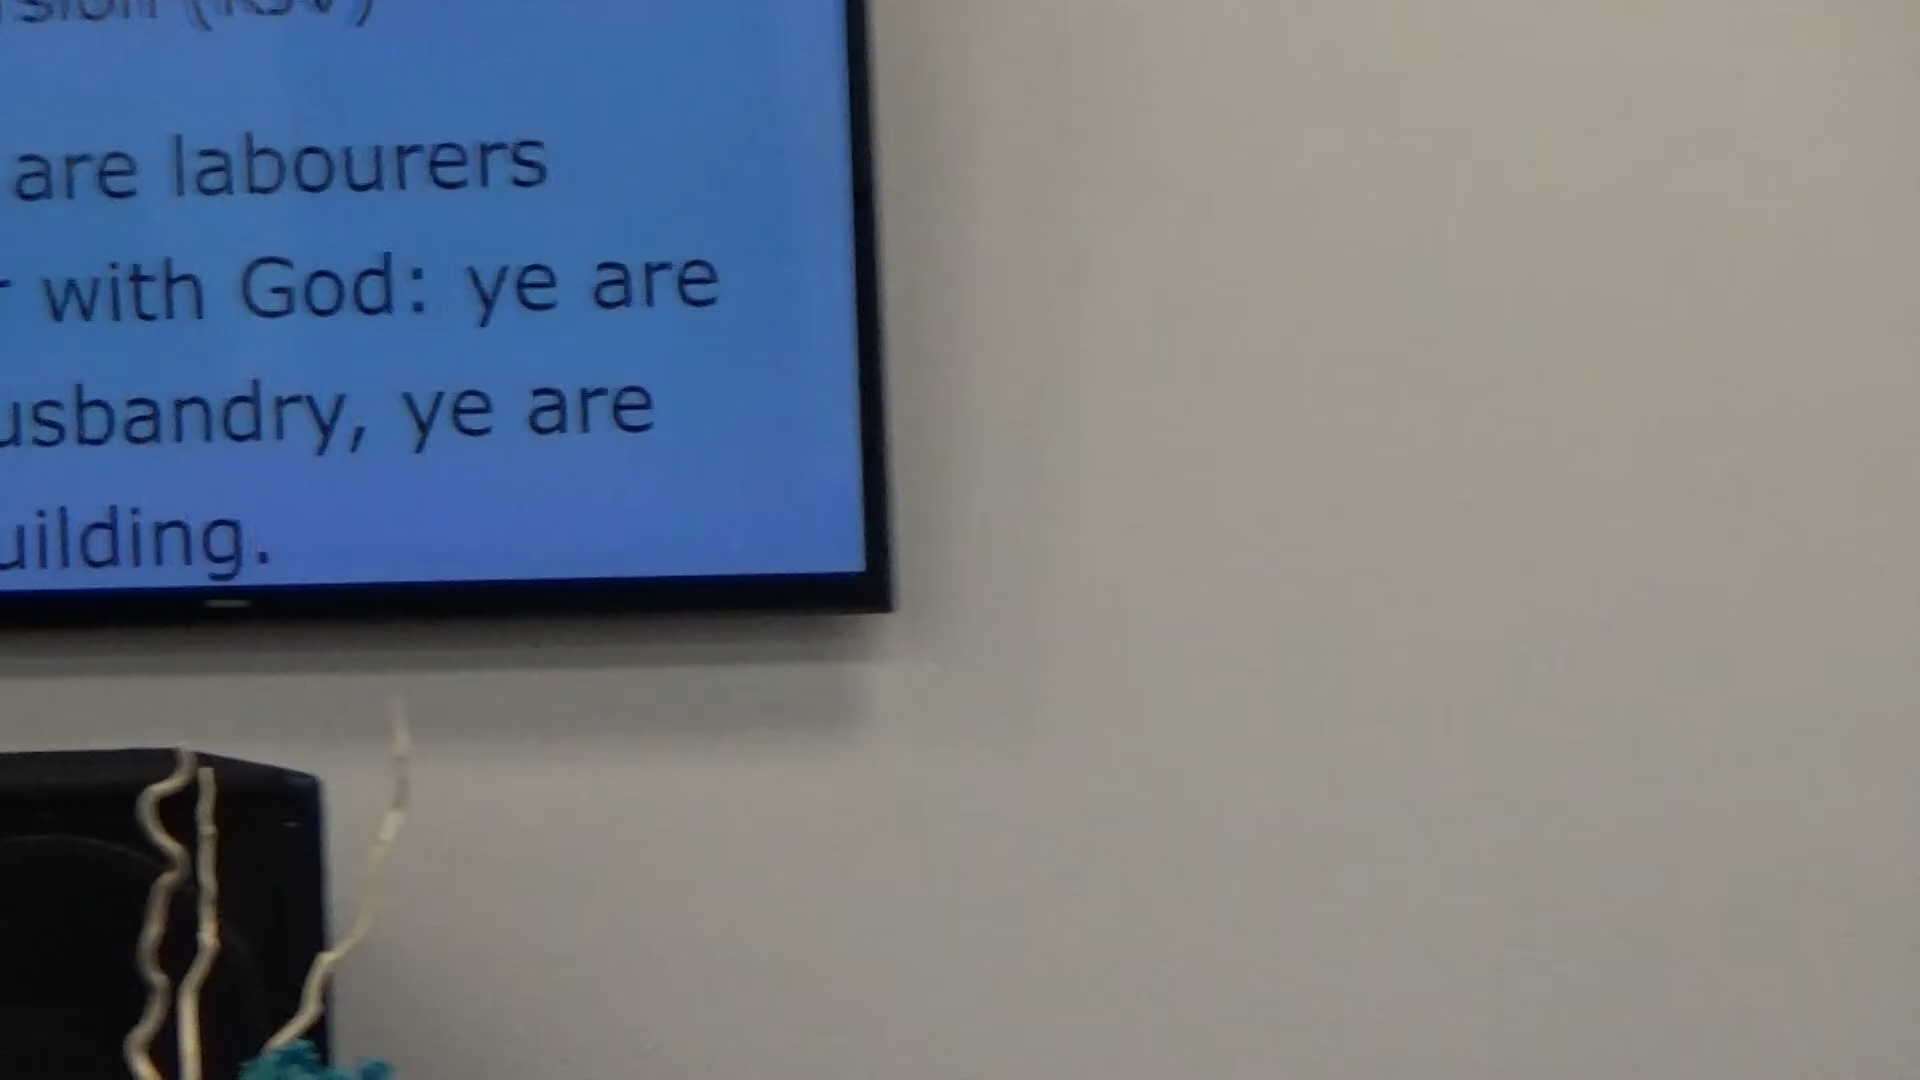 are labourers
with God: ye are
usbandry, ye are
uilding.